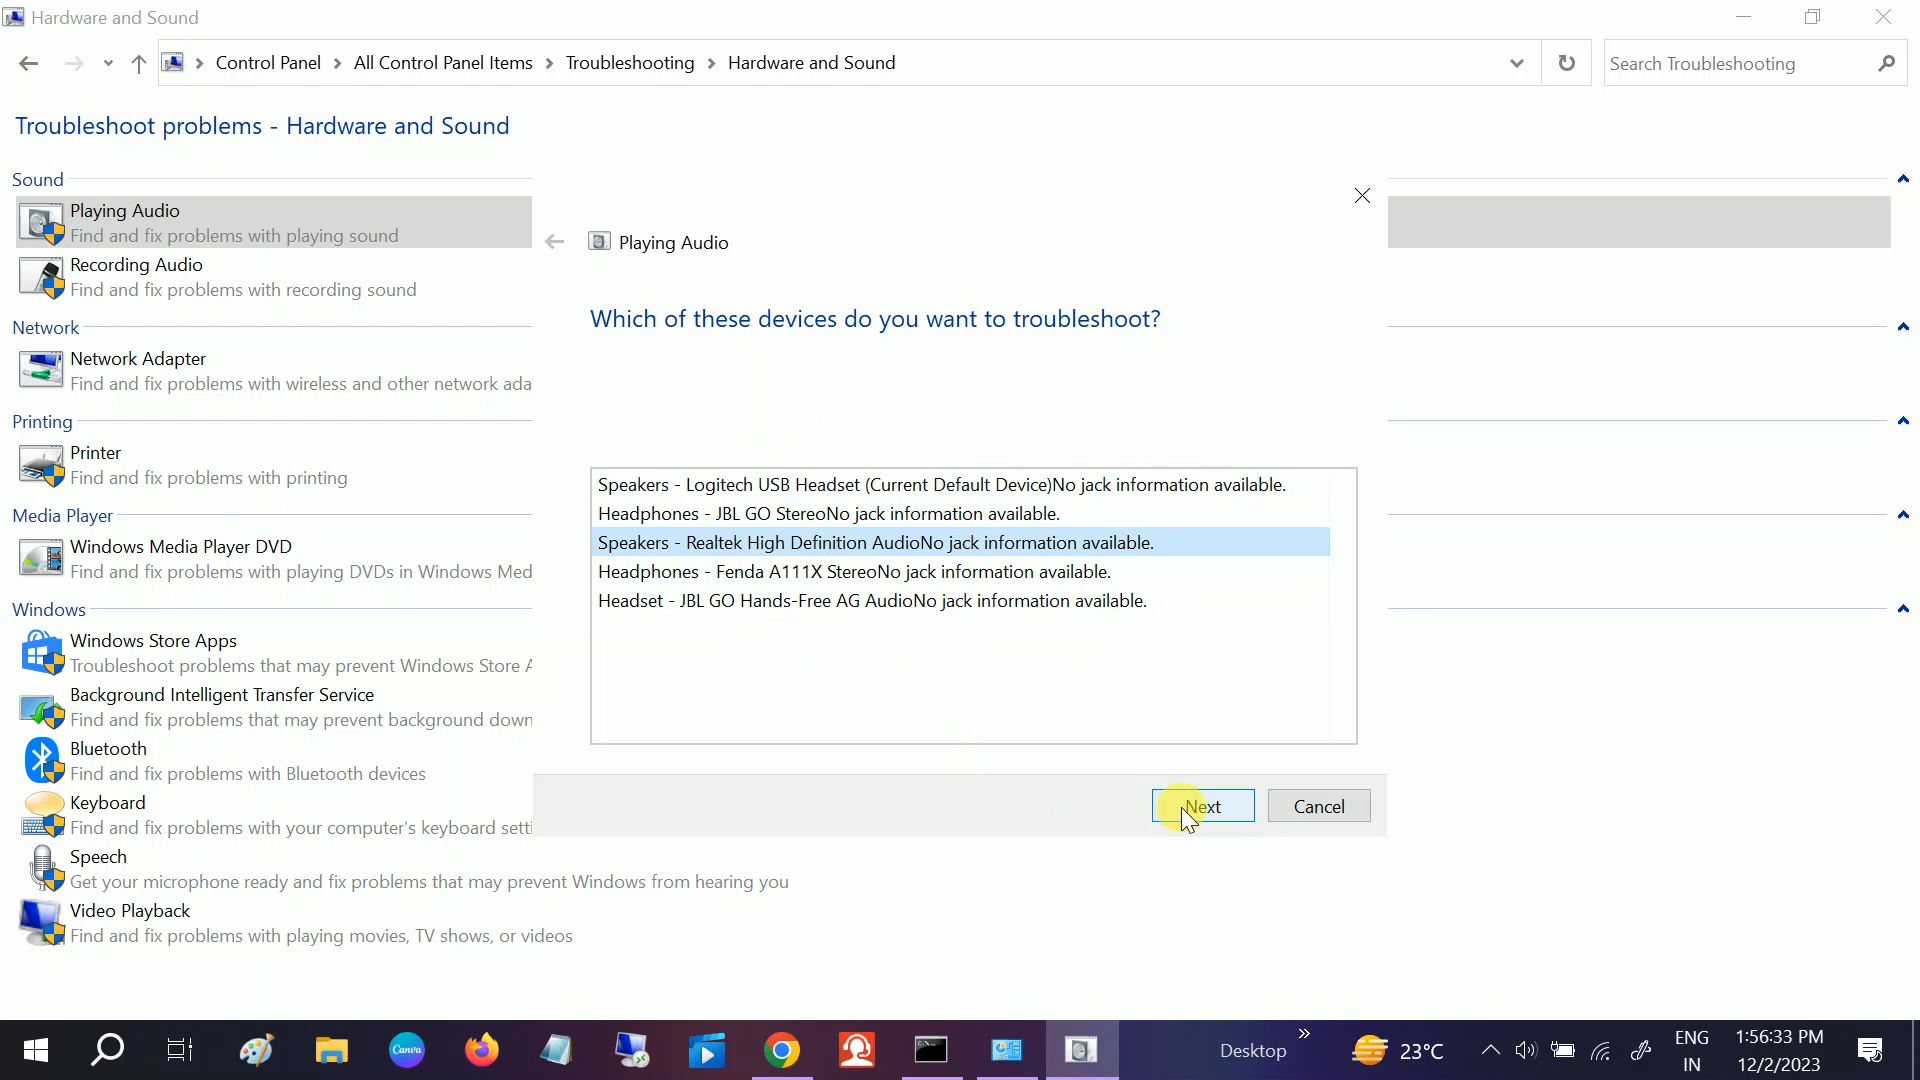 Hardware and Sound
Control Panel
All Control Panel Items
Troubleshooting
Hardware and Sound
Search Troubleshooting
Troubleshoot problems - Hardware and Sound
Sound
Playing Audio
Find and fix problems with playing sound
Recording Audio
Find and fix problems with recording sound
Network
Network Adapter
Find and fix problems with wireless and other network ada
Printing
Printer
Find and fix problems with printing
Media Player
Windows Media Player DVD
Find and fix problems with playing DVDs in Windows Med
Windows
Windows Store Apps
Troubleshoot problems that may prevent Windows Store A
Background Intelligent Transfer Service
Find and fix problems that may prevent background down
Bluetooth
Find and fix problems with Bluetooth devices
Keyboard
Find and fix problems with your computer's keyboard setti
Speech
Get your microphone ready and fix problems that may prevent Windows from hearing you
Video Playback
Find and fix problems with playing movies, TV shows, or videos
Playing Audio
Which of these devices do you want to troubleshoot?
Speakers - Logitech USB Headset (Current Default Device)No jack information available.
Headphones - JBL GO StereoNo jack information available.
Speakers - Realtek High Definition AudioNo jack information available.
Headphones - Fenda A111X StereoNo jack information available.
Headset - JBL GO Hands-Free AG AudioNo jack information available.
Next
Cancel
Canva
Desktop
23°C
ENG
IN
1:56:33 PM
12/2/2023